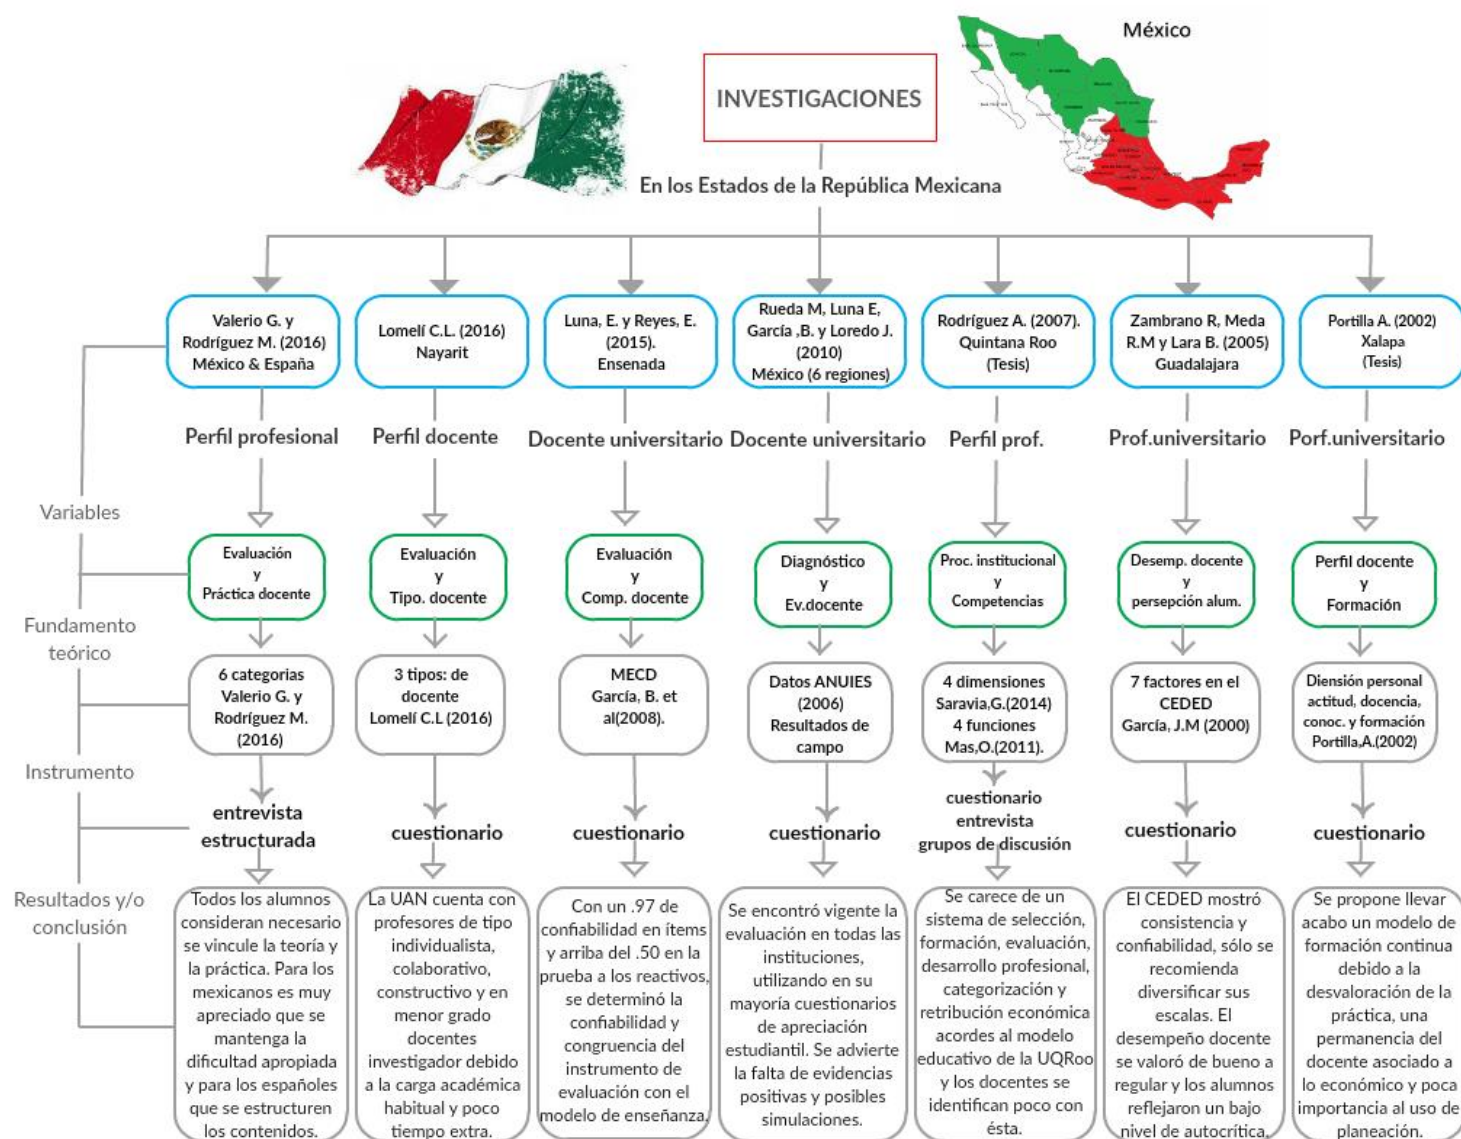 México
INVESTIGACIONES
En los Estados de la República Mexicana
Valerio G. y
Rodríguez M. (2016)
México & España
Lomelí C.L. (2016)
Nayarit
Luna, E. y Reyes, E.
(2015).
Ensenada
Rueda M, Luna E,
García ,B. y Loredo J.
(2010)
México (6 regiones)
Rodríguez A. (2007).
Quintana Roo
(Tesis)
Zambrano R, Meda
R.M y Lara B. (2005)
Guadalajara
Portilla A. (2002)
Xalapa
(Tesis)
Perfil profesional
Perfil docente
Docente universitario
Docente universitario
Perfil prof.
Prof.universitario
Porf.universitario
Variables
Evaluación
y
Práctica docente
Evaluación
y
Tipo. docente
Evaluación
y
Comp. docente
Diagnóstico
y
Ev.docente
Proc. institucional
y
Competencias
Desemp. docente
y
persepción alum.
Perfil docente
y
Formación
Fundamento
teórico
6 categorias
Valerio G. y
Rodríguez M.
(2016)
3 tipos: de
docente
Lomelí C.L (2016)
MECD
García, B. et
al(2008).
Datos ANUIES
(2006)
Resultados de
campo
4 dimensiones
Saravia,G.(2014)
4 funciones
Mas,O.(2011).
7 factores en el
CEDED
García, J.M (2000)
Diensión personal
actitud, docencia,
conoc. y formación
Portilla,A.(2002)
Instrumento
entrevista
estructurada
cuestionario
cuestionario
cuestionario
cuestionario
entrevista
grupos de discusión
cuestionario
cuestionario
Resultados y/o
conclusión
Todos los alumnos
consideran necesario
se vincule la teoría y
la práctica. Para los
mexicanos es muy
apreciado que se
mantenga la
dificultad apropiada
y para los españoles
que se estructuren
los contenidos.
La UAN cuenta con
profesores de tipo
individualista,
colaborativo,
constructivo y en
menor grado
docentes
investigador debido
a la carga académica
habitual y poco
tiempo extra.
Con un .97 de
confiabilidad en ítems
y arriba del .50 en la
prueba a los reactivos,
se determinó la
confiabilidad y
congruencia del
instrumento de
evaluación con el
modelo de enseñanza.
Se encontró vigente la
evaluación en todas las
instituciones,
utilizando en su
mayoría cuestionarios
de apreciación
estudiantil. Se advierte
la falta de evidencias
positivas y posibles
simulaciones.
Se carece de un
sistema de selección,
formación, evaluación,
desarrollo profesional,
categorización y
retribución económica
acordes al modelo
educativo de la UQRoo
y los docentes se
identifican poco con
ésta.
El CEDED mostró
consistencia y
confiabilidad, sólo se
recomienda
diversificar sus
escalas. El
desempeño docente
se valoró de bueno a
regular y los alumnos
reflejaron un bajo
nivel de autocrítica.
Se propone llevar
acabo un modelo de
formación continua
debido a la
desvaloración de la
práctica, una
permanencia del
docente asociado a
lo económico y poca
importancia al uso de
planeación.